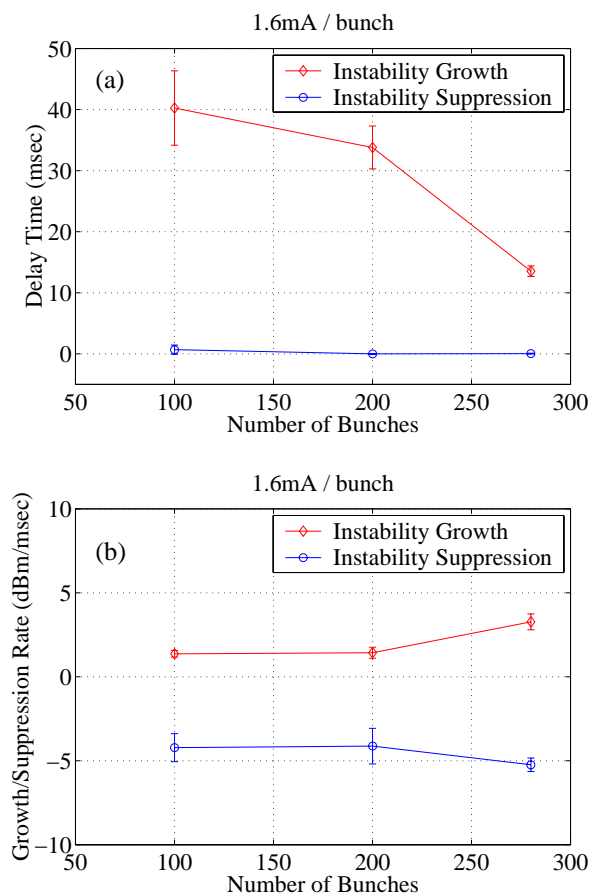 1.6mA / bunch
50
40
30
20
10
0
Delay Time (msec)
(a)
Instability Growth
Instability Suppression
50 100 150 200 250 300
Number of Bunches
1.6mA / bunch
10
5
0
−5
−10
Growth/Suppression Rate (dBm/msec)
(b)
Instability Growth
Instability Suppression
50 100 150 200 250 300
Number of Bunches